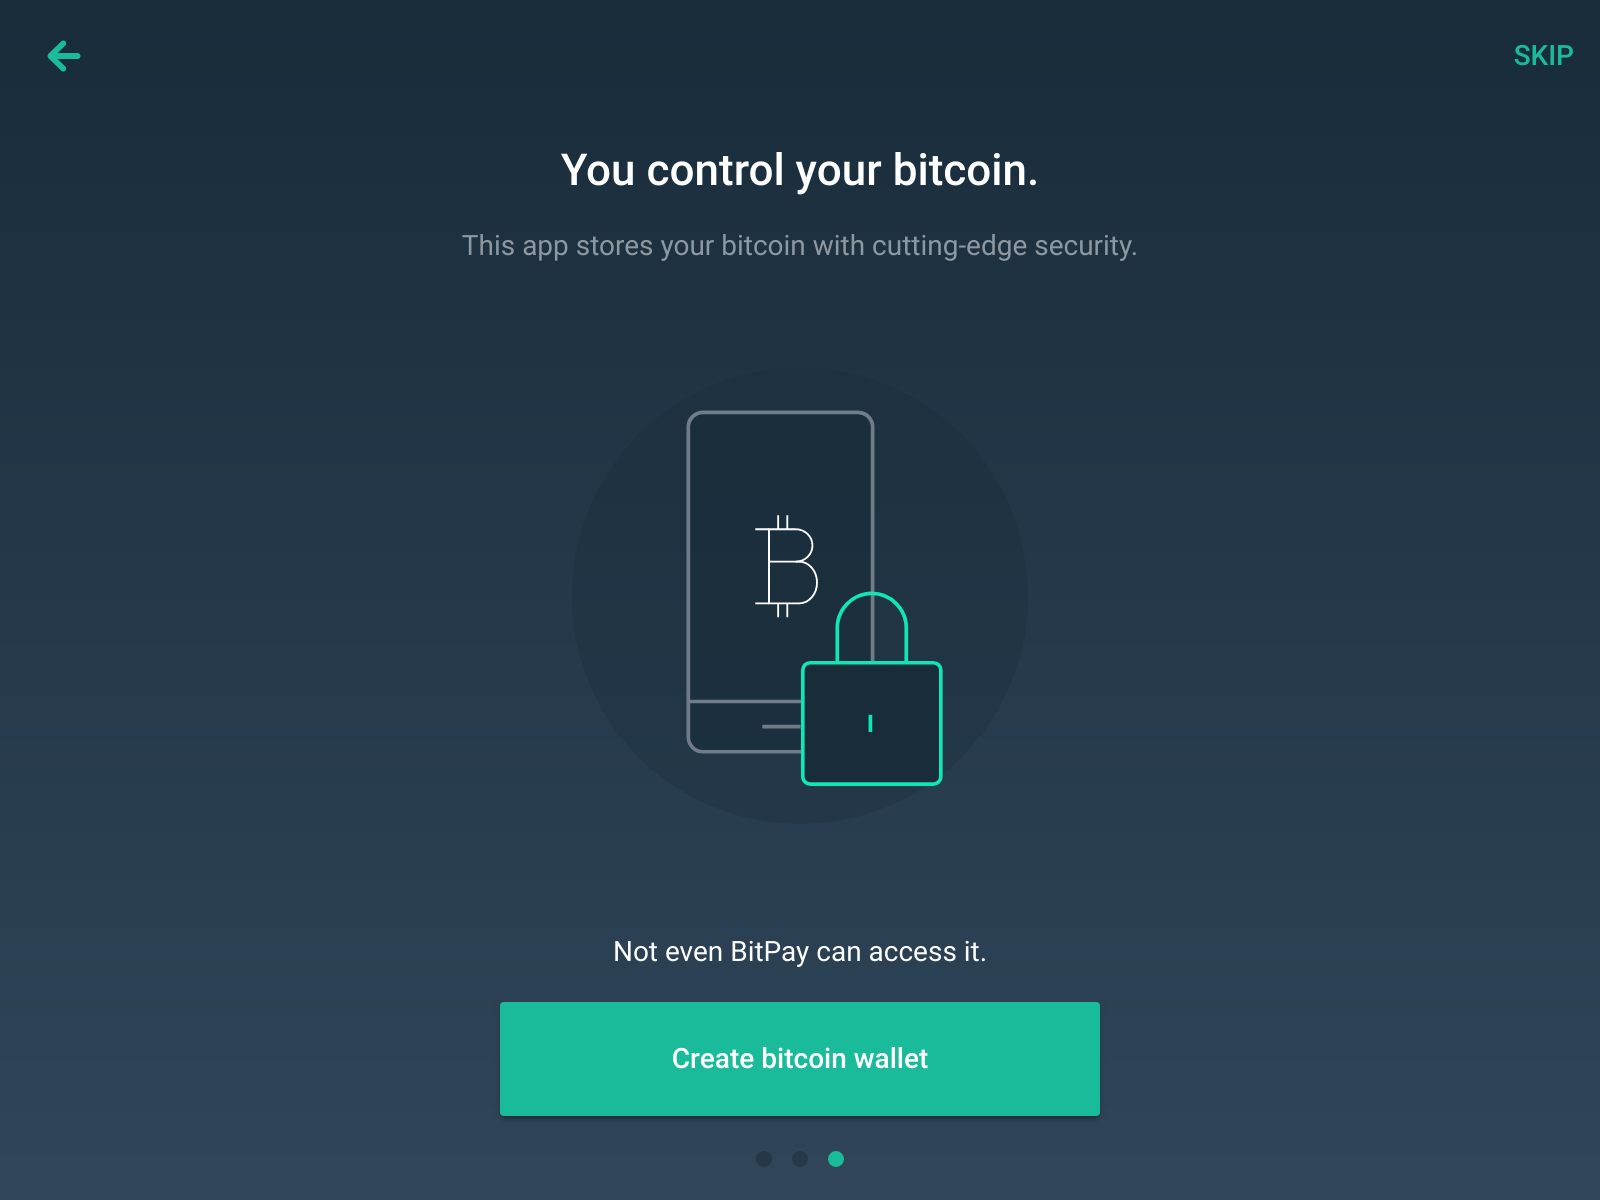 SKIP
You control your bitcoin.
This app stores your bitcoin with cutting-edge security.
Not even BitPay can access it.
Create bitcoin wallet